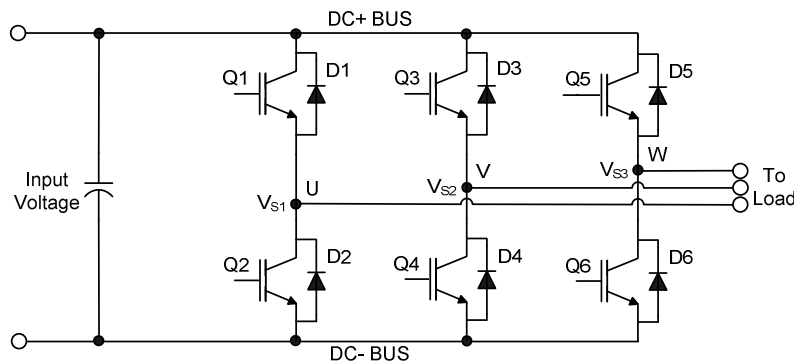 DC+ BUS
Q1
D1
Q3
D3
Q5
D5
Input
Voltage
VS1
U
VS2
V
VS3
W
To
Load
Q2
D2
Q4
D4
Q6
D6
DC- BUS